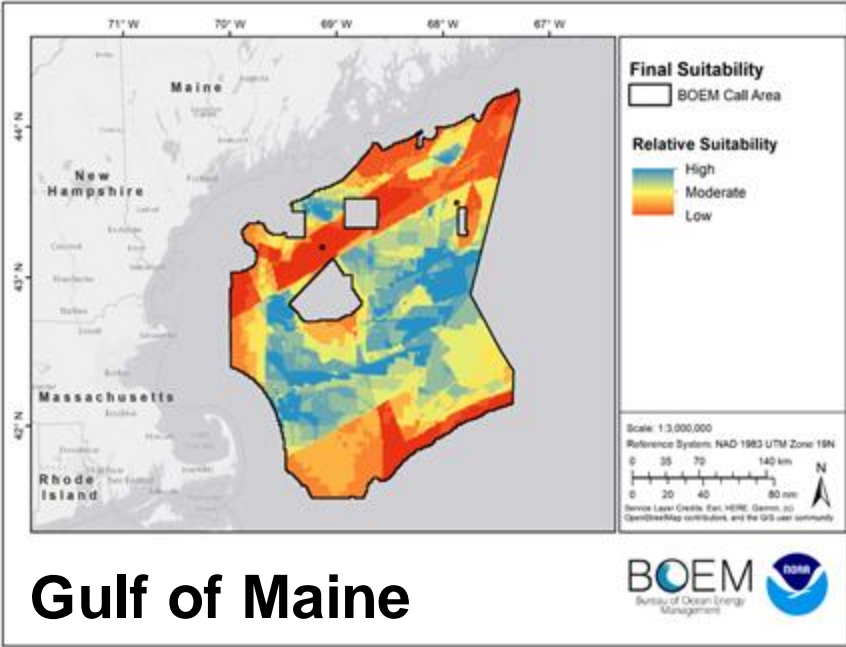 71° W 70° W 69° W 68° W 67° W
44° N
43° N
42° N
Maine
New
Hampshire
Massachusetts
Rhode
Island
Final Suitability
BOEM Call Area
Relative Suitability
High
Moderate
Low
Scale: 1:3,000,000
Reference System: NAD 1983 UTM Zone 19N
0 35 70 140 km
0 20 40 80 nm
N
Service Layer Credits: Esri, HERE, Garmin, (c)
OpenStreetMap contributors, and the GIS user community
Gulf of Maine
BOEM
Bureau of Ocean Energy
Management
NOAA